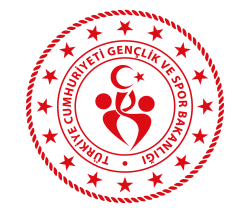 TÜRKİYE CUMHURİYETİ GENÇLİK VE SPOR BAKANLIĞI